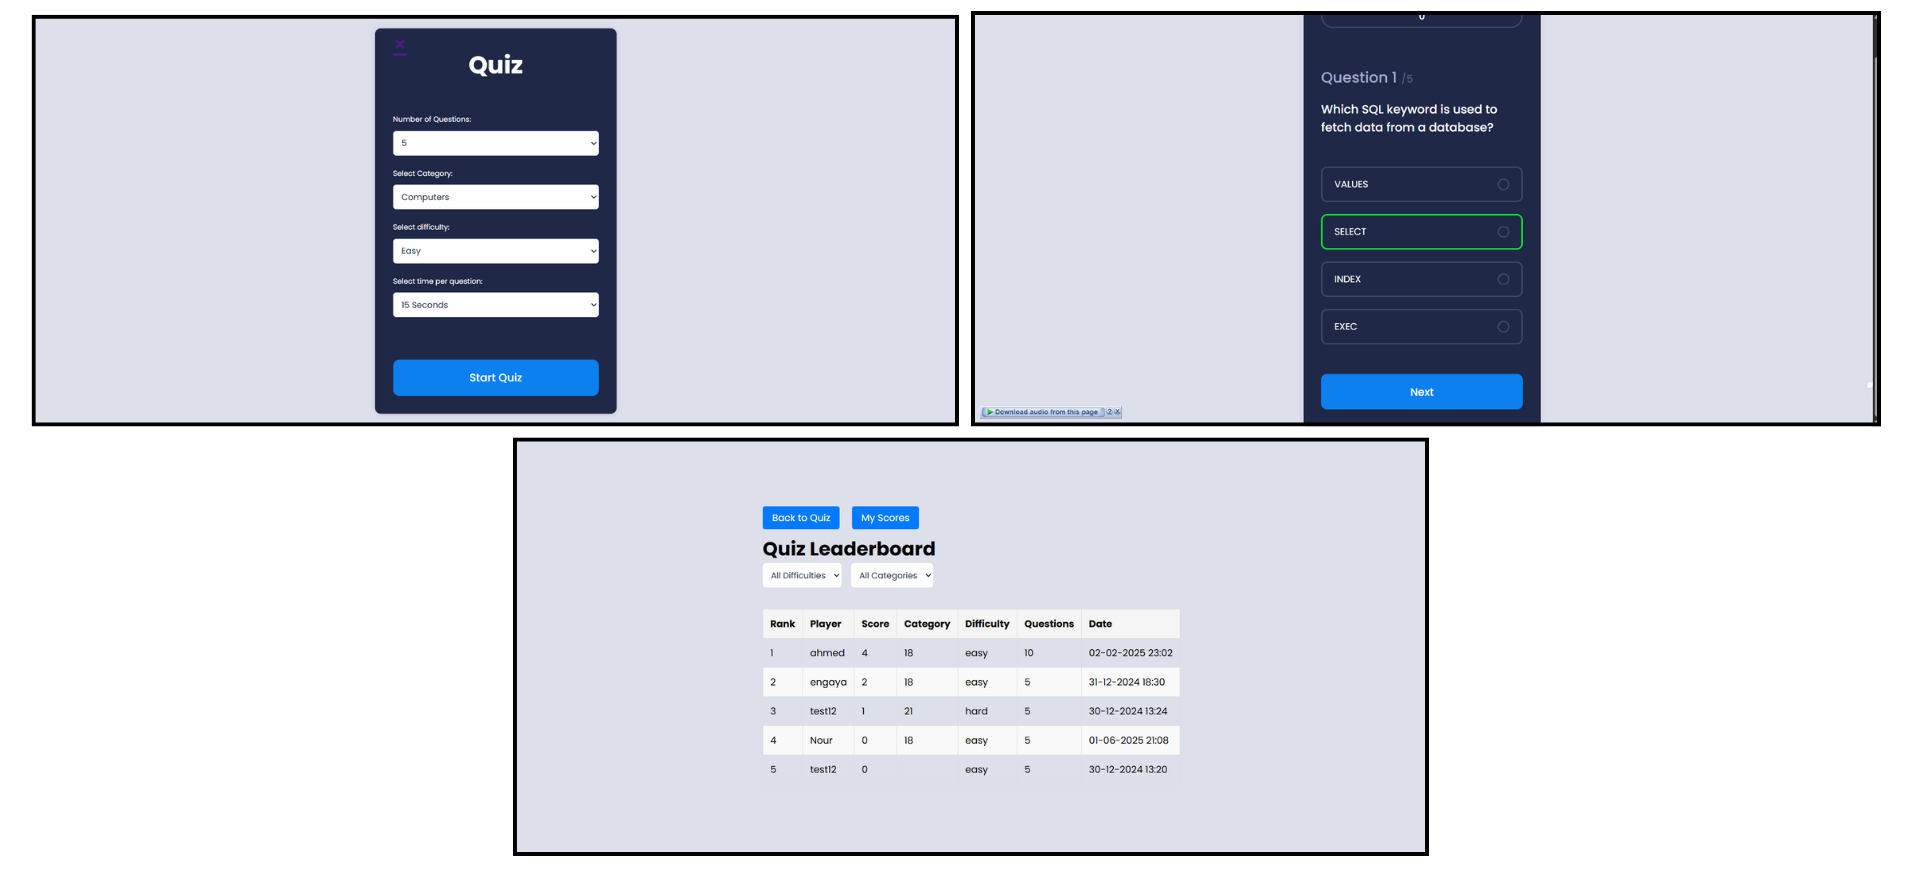 ×
Quiz
Number of Questions:
5
Select Category:
Computers
Select difficulty:
Easy
Select time per question:
15 Seconds
Start Quiz
0
Question 1 /5
Which SQL keyword is used to
fetch data from a database?
VALUES
SELECT
INDEX
EXEC
Next
Download audio from this page ? X
Back to Quiz My Scores
Quiz Leaderboard
All Difficulties All Categories
Rank Player Score Category Difficulty Questions Date
1 ahmed 4 18 easy 10 02-02-2025 23:02
2 engaya 2 18 easy 5 31-12-2024 18:30
3 test12 1 21 hard 5 30-12-2024 13:24
4 Nour 0 18 easy 5 01-06-2025 21:08
5 test12 0 easy 5 30-12-2024 13:20